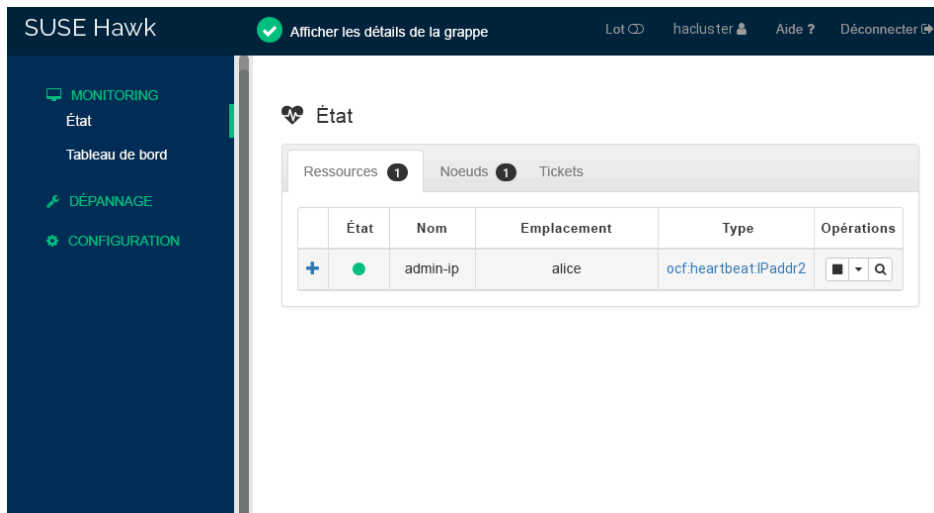 SUSE Hawk
Afficher les détails de la grappe
Lot
hacluster
Aide ?
Déconnecter
MONITORING
État
Tableau de bord
DÉPANNAGE
CONFIGURATION
État
Ressources 1 Noeuds 1 Tickets
État Nom Emplacement Type Opérations
admin-ip alice ocf:heartbeat:IPaddr2